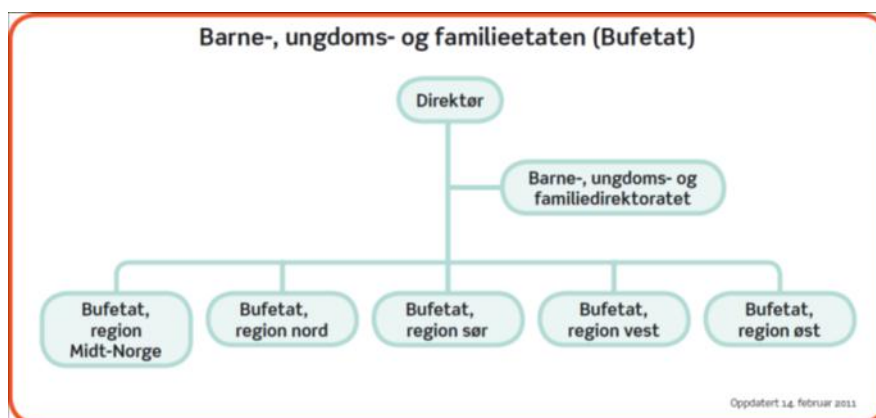 Barne-, ungdoms- og familieetaten (Bufetat)
Direktør
Barne-, ungdoms- og
familiedirektoratet
Bufetat,
region
Midt-Norge
Bufetat,
region nord
Bufetat,
region sør
Bufetat,
region vest
Bufetat,
region øst
Oppdatert 14. februar 2011